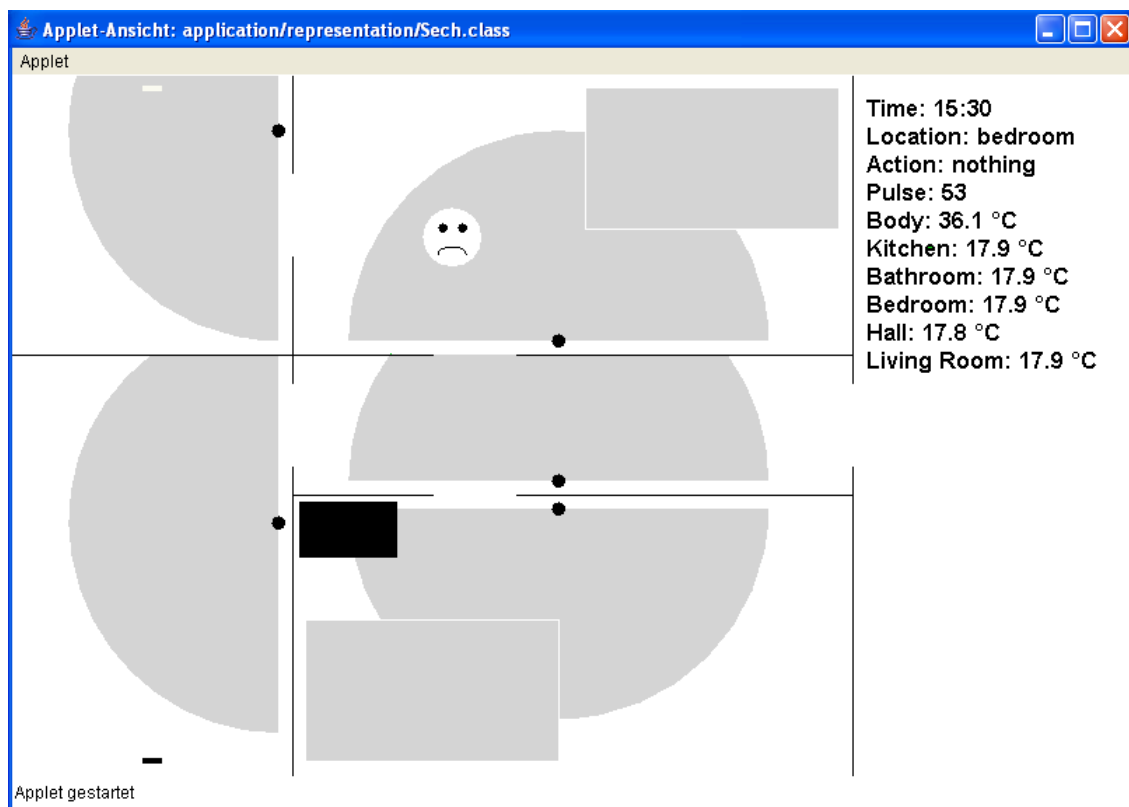 Applet-Ansicht: application/representation/Sech.class
Applet
Time: 15:30
Location: bedroom
Action: nothing
Pulse: 53
Body: 36.1 °C
Kitchen: 17.9 °C
Bathroom: 17.9 °C
Bedroom: 17.9 °C
Hall: 17.8 °C
Living Room: 17.9 °C
Applet gestartet